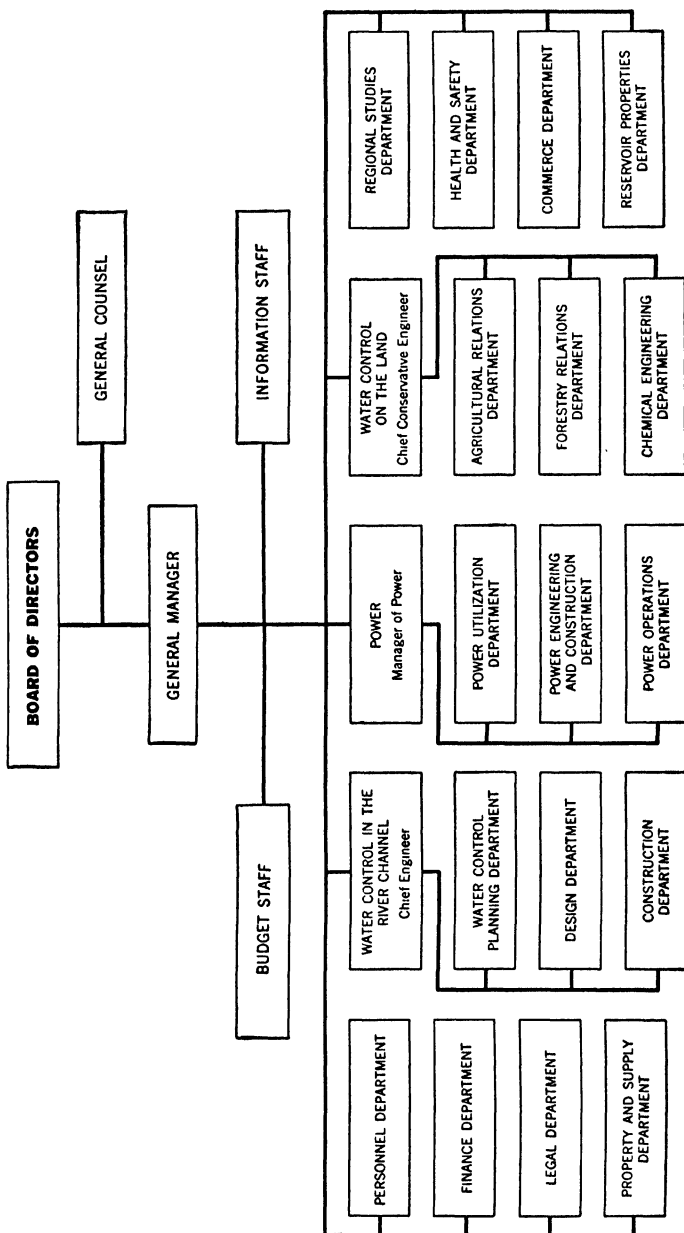 BOARD OF DIRECTORS
GENERAL COUNSEL
GENERAL MANAGER
BUDGET STAFF
INFORMATION STAFF
PERSONNEL DEPARTMENT
FINANCE DEPARTMENT
LEGAL DEPARTMENT
PROPERTY AND SUPPLY
DEPARTMENT
WATER CONTROL IN THE
RIVER CHANNEL
Chief Engineer
WATER CONTROL
PLANNING DEPARTMENT
DESIGN DEPARTMENT
CONSTRUCTION
DEPARTMENT
POWER
Manager of Power
POWER UTILIZATION
DEPARTMENT
POWER ENGINEERING
AND CONSTRUCTION
DEPARTMENT
POWER OPERATIONS
DEPARTMENT
WATER CONTROL
ON THE LAND
Chief Conservative Engineer
AGRICULTURAL RELATIONS
DEPARTMENT
FORESTRY RELATIONS
DEPARTMENT
CHEMICAL ENGINEERING
DEPARTMENT
REGIONAL STUDIES
DEPARTMENT
HEALTH AND SAFETY
DEPARTMENT
COMMERCE DEPARTMENT
RESERVOIR PROPERTIES
DEPARTMENT